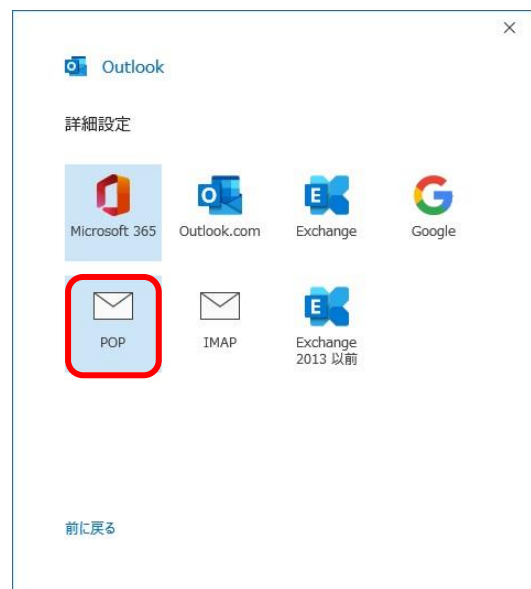 Outlook
詳細設定
Microsoft 365
Outlook.com
Exchange
Google
POP
IMAP
Exchange
2013 以前
前に戻る